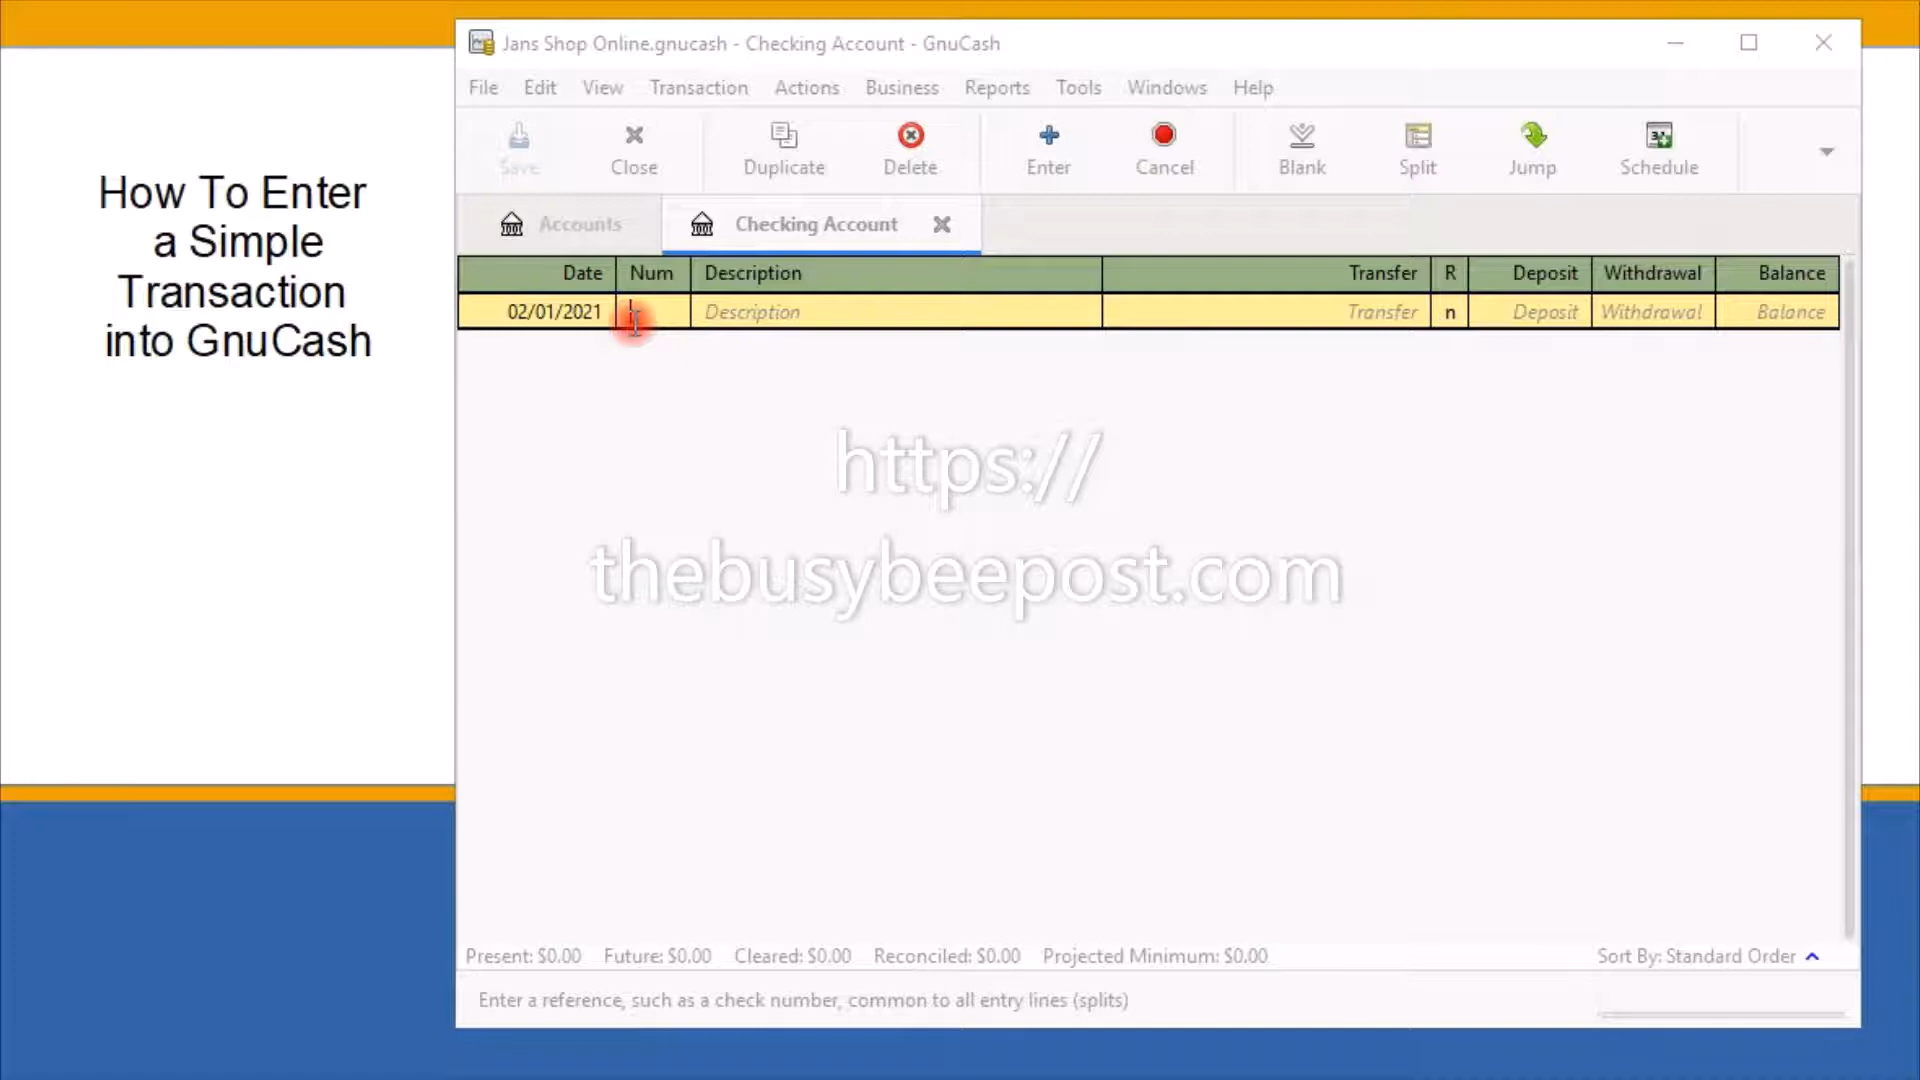 How To Enter
a Simple
Transaction
into GnuCash
Jans Shop Online.gnucash - Checking Account - GnuCash
File Edit View Transaction Actions Business Reports Tools Windows Help
Save Close Duplicate Delete Enter Cancel Blank Split Jump Schedule
Accounts Checking Account
Date Num Description Transfer R Deposit Withdrawal Balance
02/01/2021 Description Transfer n Deposit Withdrawal Balance
https://
thebusybeepost.com
Present: $0.00 Future: $0.00 Cleared: $0.00 Reconciled: $0.00 Projected Minimum: $0.00 Sort By: Standard Order
Enter a reference, such as a check number, common to all entry lines (splits)